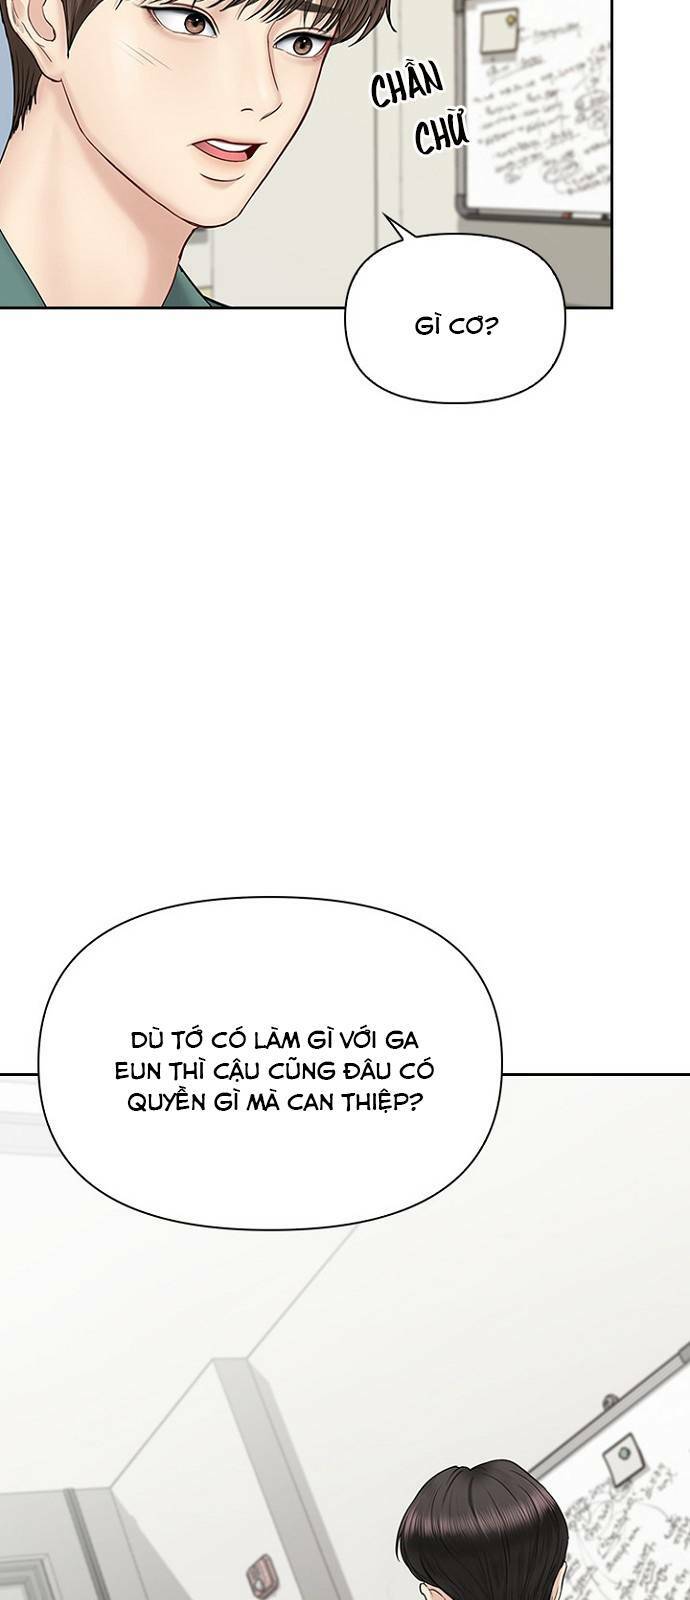 CHẦN
CHỪ
GÌ CƠ?
DÙ TỚ CÓ LÀM GÌ VỚI GA
EUN THÌ CẬU CŨNG ĐÂU CÓ
QUYỀN GÌ MÀ CAN THIỆP?